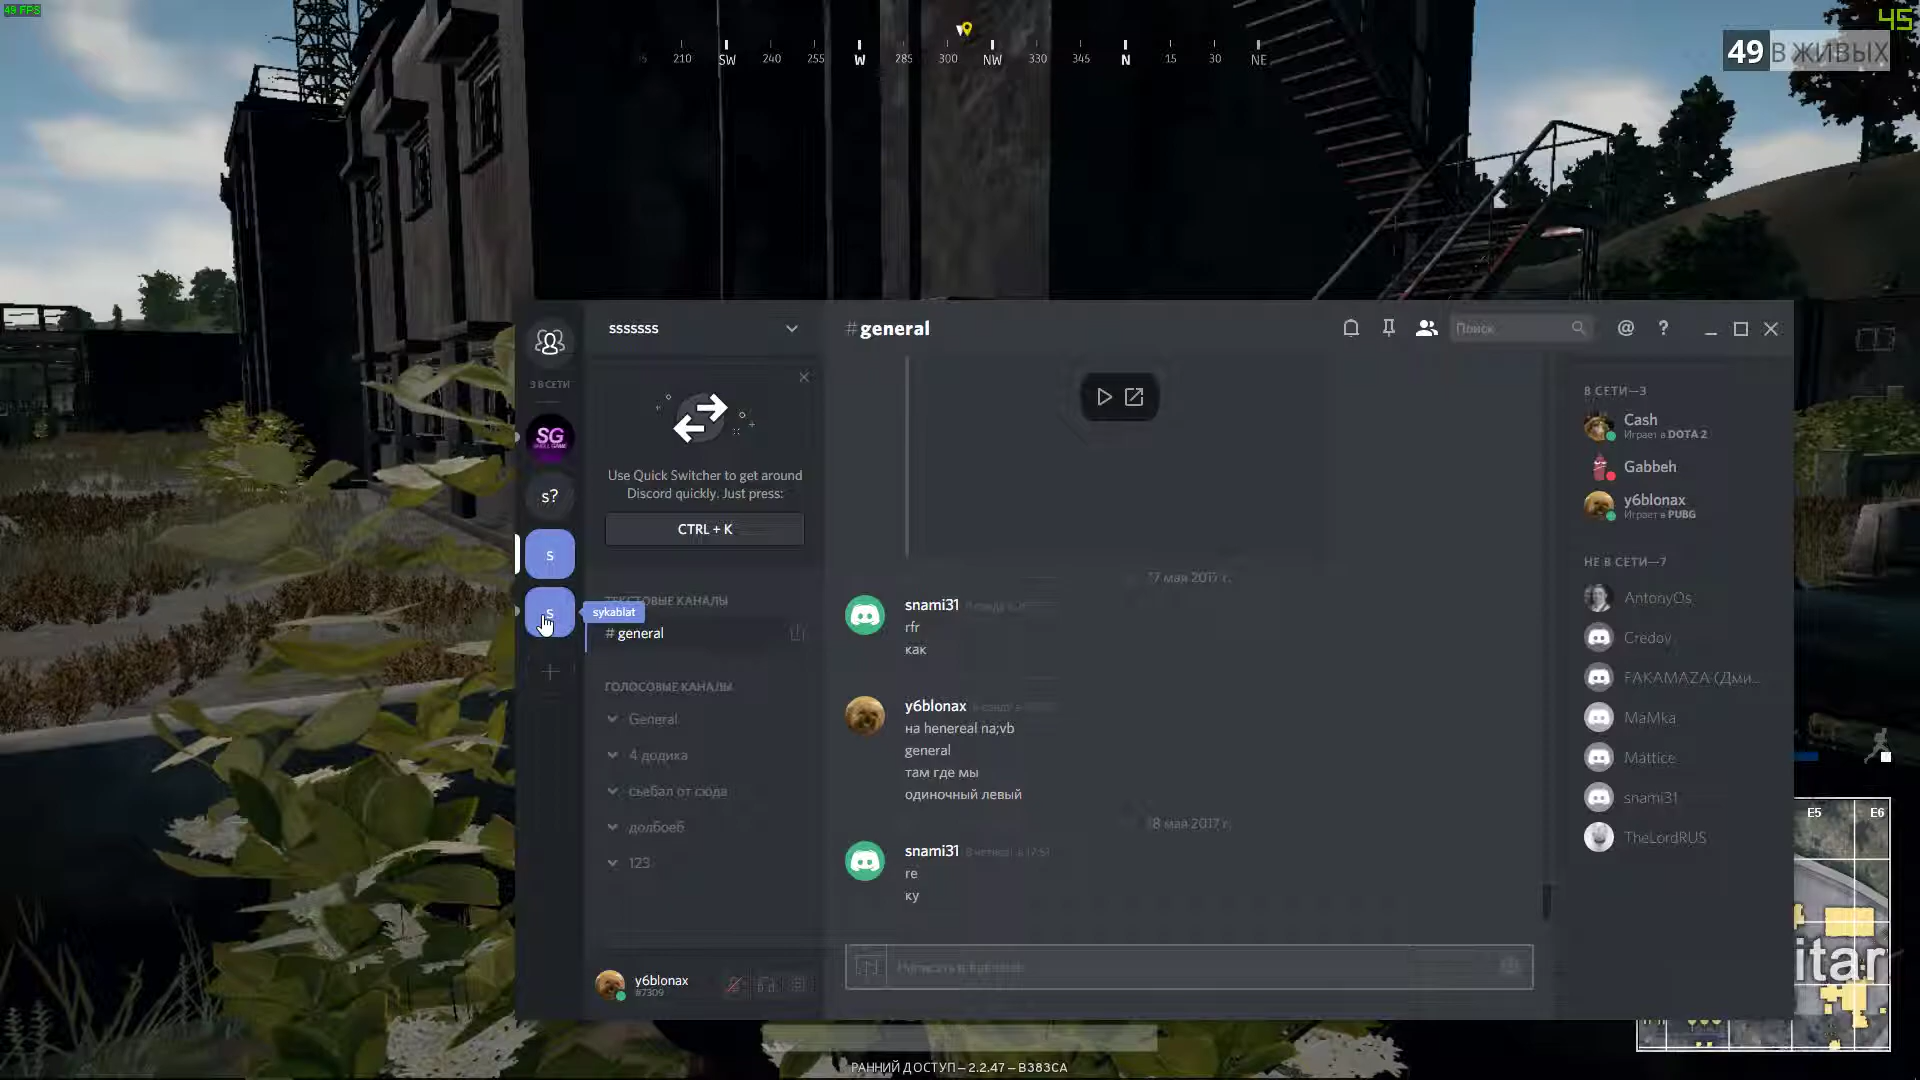 49 FPS
45
210 SW 240 255 W 285 300 NW 330 345 N 15 30 NE
49 В ЖИВЫХ
sssssss
#general
Поиск
3 В СЕТИ
SG
s?
s
s
sykablat
Use Quick Switcher to get around
Discord quickly. Just press:
CTRL + K
ТЕКСТОВЫЕ КАНАЛЫ
# general
ГОЛОСОВЫЕ КАНАЛЫ
General
4 додика
сьебал от сюда
долбоеб
123
y6blonax
#7309
17 мая 2017 г.
snami31
rfr
как
y6blonax
на henereal na;vb
general
там где мы
одиночный левый
18 мая 2017 г.
snami31 В четверг в 17:51
re
ку
В СЕТИ—3
Cash
Играет в DOTA 2
Gabbeh
y6blonax
Играет в PUBG
НЕ В СЕТИ—7
AntonyOs
Credoy
FAKAMAZA (Дми...
MaMka
Mattice
snami31
TheLordRUS
E5 E6
itar
РАННИЙ ДОСТУП – 2.2.47 – B383CA